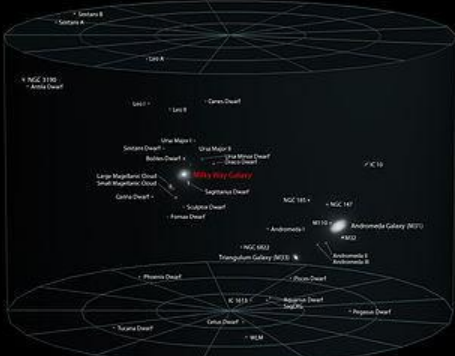 Sextans B
Sextans A
Leo A
NGC 3190
Antlia Dwarf
Leo I
Leo II
Canes Dwarf
Ursa Major I
Sextans Dwarf
Ursa Major II
Boötes Dwarf
Ursa Minor Dwarf
Draco Dwarf
IC 10
Milky Way Galaxy
Large Magellanic Cloud
Small Magellanic Cloud
Sagittarius Dwarf
Carina Dwarf
Sculptor Dwarf
Fornax Dwarf
NGC 185
NGC 147
M110
Andromeda Galaxy (M31)
Andromeda I
M32
NGC 6822
Triangulum Galaxy (M33)
Andromeda II
Andromeda III
Phoenix Dwarf
Pisces Dwarf
IC 1613
Aquarius Dwarf
SagDIG
Pegasus Dwarf
Cetus Dwarf
Tucana Dwarf
WLM